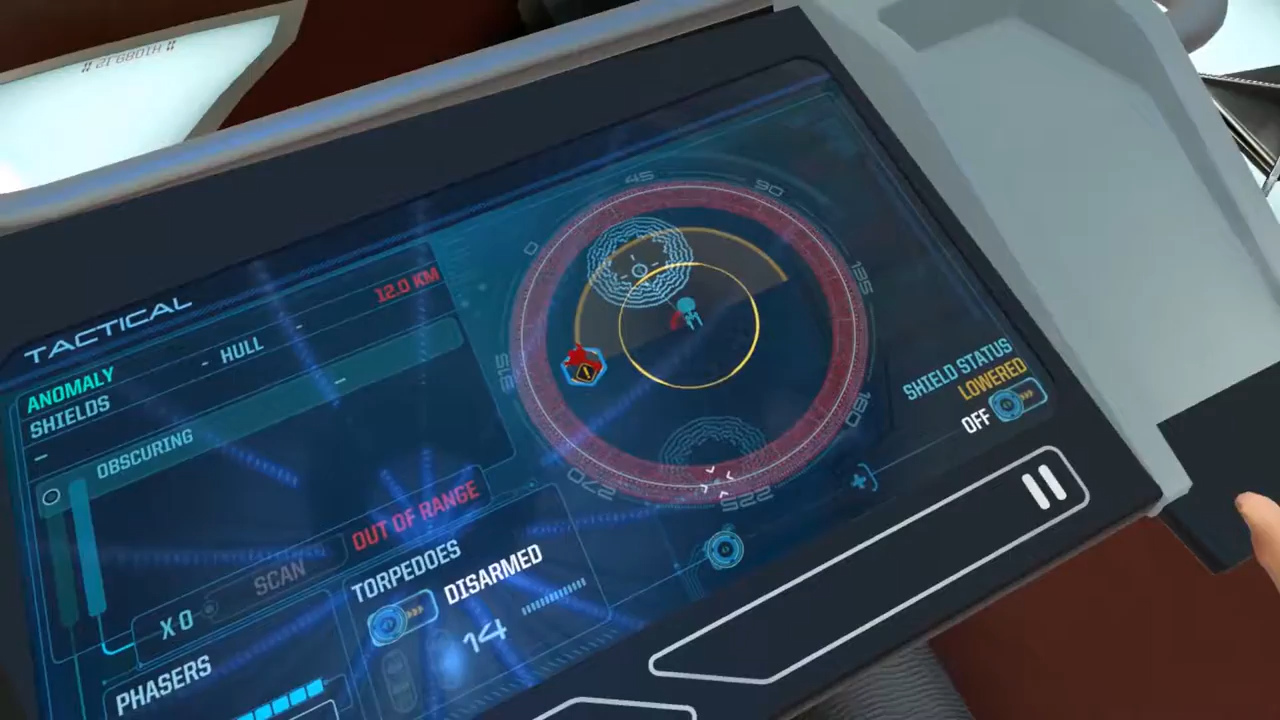 TACTICAL
ANOMALY
12.0 KM
SHIELDS
- HULL -
-
OBSCURING
-
OUT OF RANGE
SCAN
X 0
TORPEDOES
DISARMED
14
PHASERS
0
45
90
135
180
225
270
315
SHIELD STATUS
LOWERED
OFF